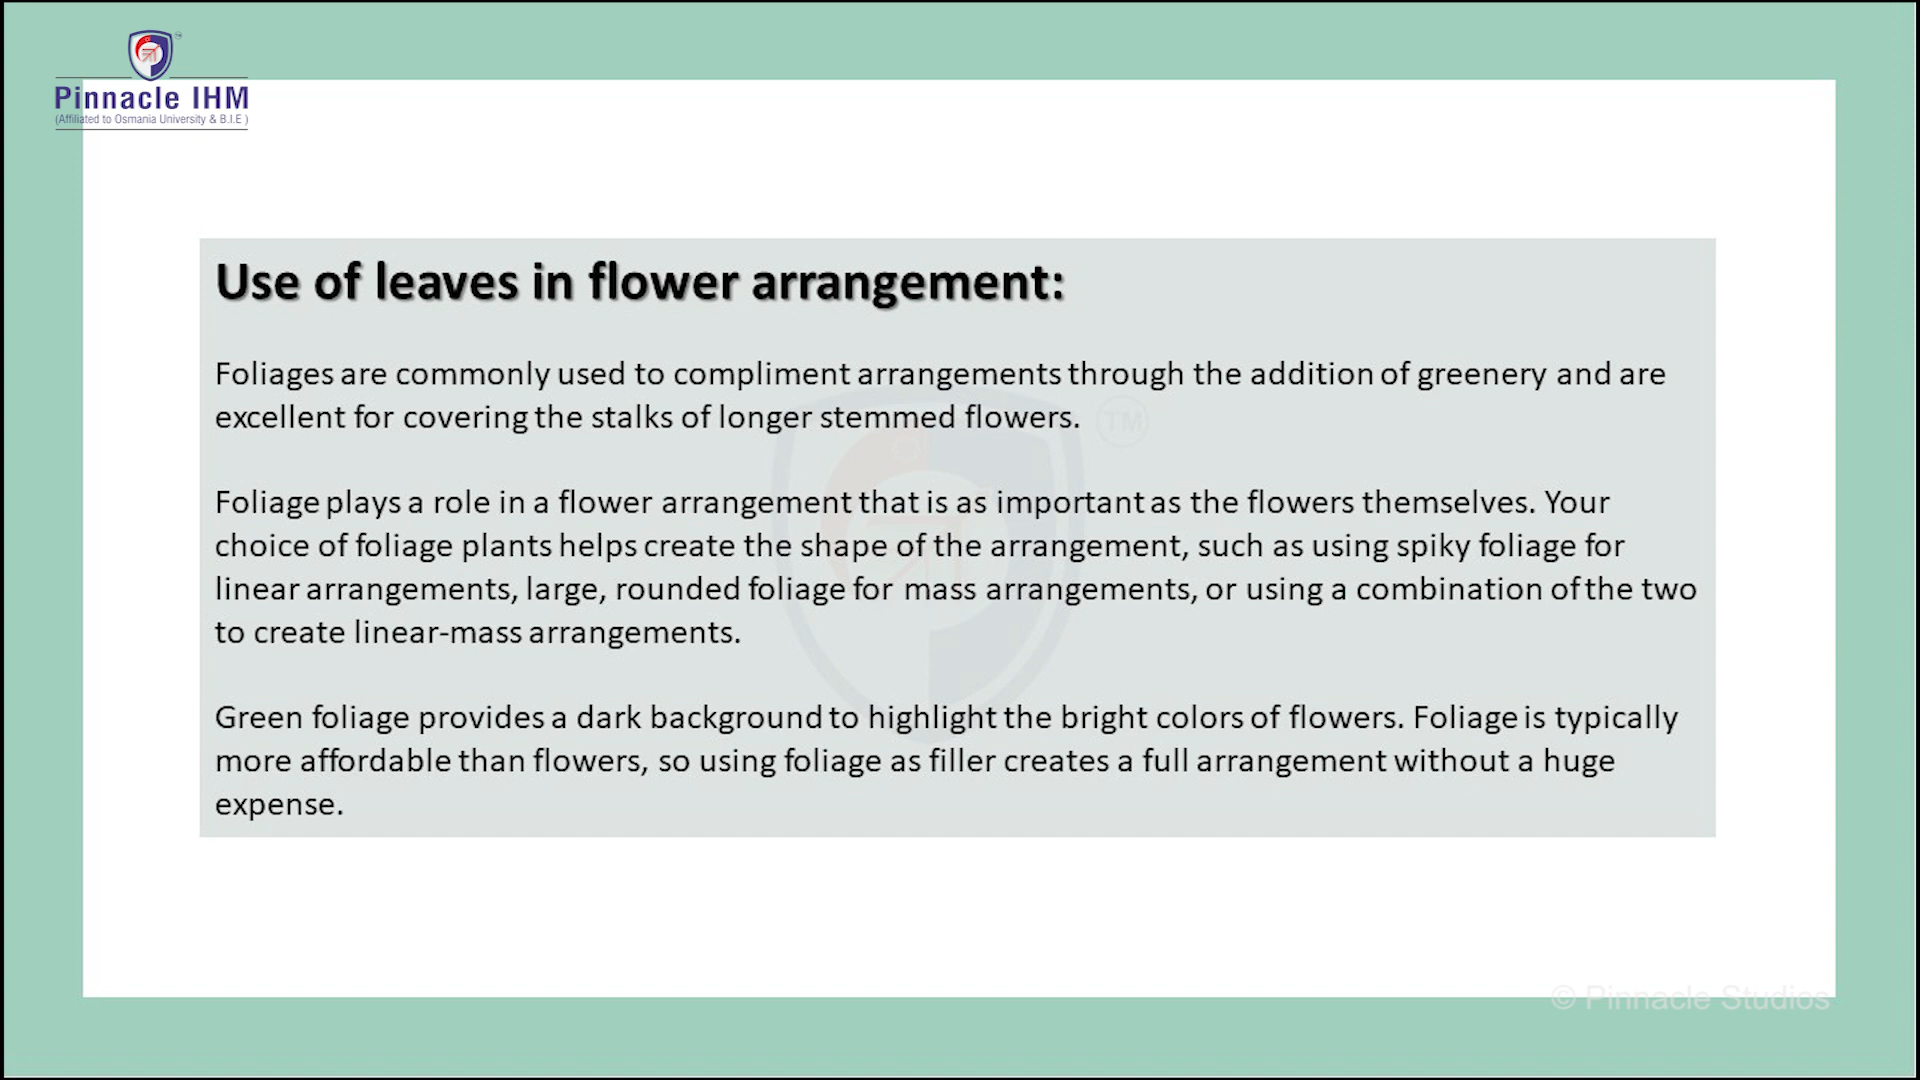 Pinnacle IHM
(Affiliated to Osmania University & B.I.E )
Use of leaves in flower arrangement:
Foliages are commonly used to compliment arrangements through the addition of greenery and are
excellent for covering the stalks of longer stemmed flowers.
TM
Foliage plays a role in a flower arrangement that is as important as the flowers themselves. Your
choice of foliage plants helps create the shape of the arrangement, such as using spiky foliage for
linear arrangements, large, rounded foliage for mass arrangements, or using a combination of the two
to create linear-mass arrangements.
Green foliage provides a dark background to highlight the bright colors of flowers. Foliage is typically
more affordable than flowers, so using foliage as filler creates a full arrangement without a huge
expense.
© Pinnacle Studios